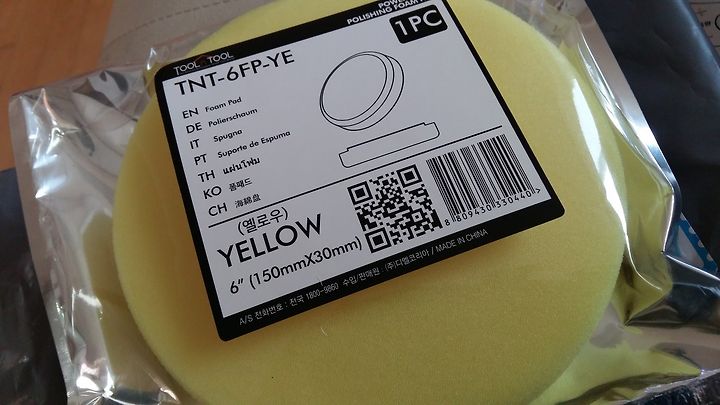 POLISHING FOAM
1PC
TOOL&TOOL
TNT-6FP-YE
EN Foam Pad
DE Polierschaum
IT Spugna
PT Suporte de Espuma
TH แผ่นโฟม
KO 폼패드
CH 海綿盘
(옐로우)
YELLOW
6" (150mmX30mm)
8 809430 330440 >
A/S 전화번호 : 전국 1800-9860 수입/판매원 : (주)디엘코리아 / MADE IN CHINA